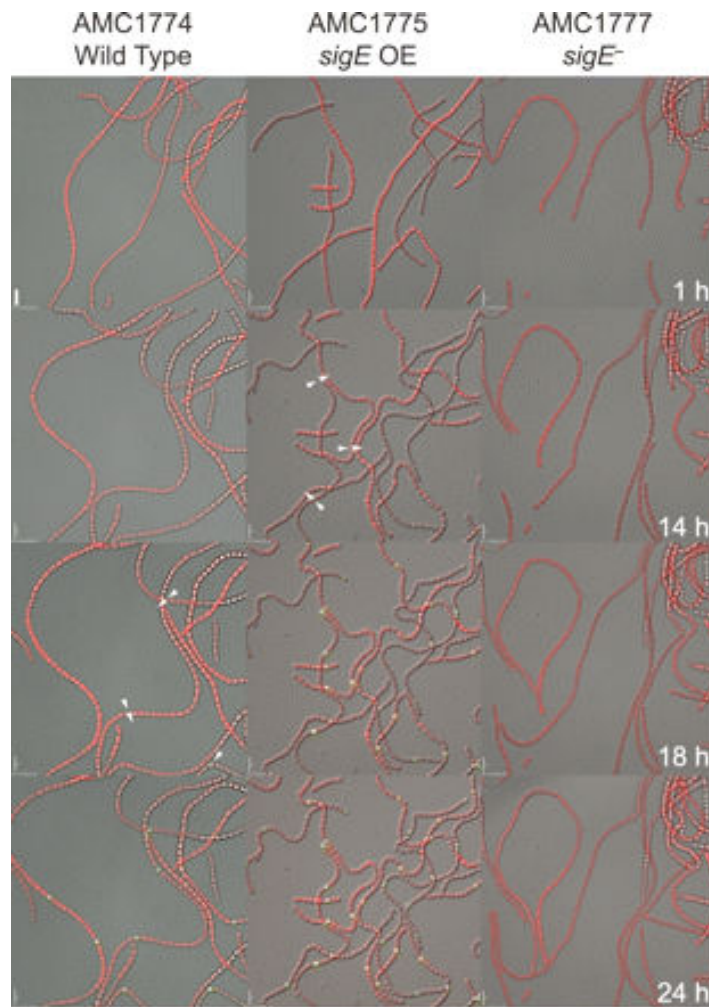 AMC1774
Wild Type
AMC1775
sigE OE
AMC1777
sigE⁻
1 h
14 h
18 h
24 h